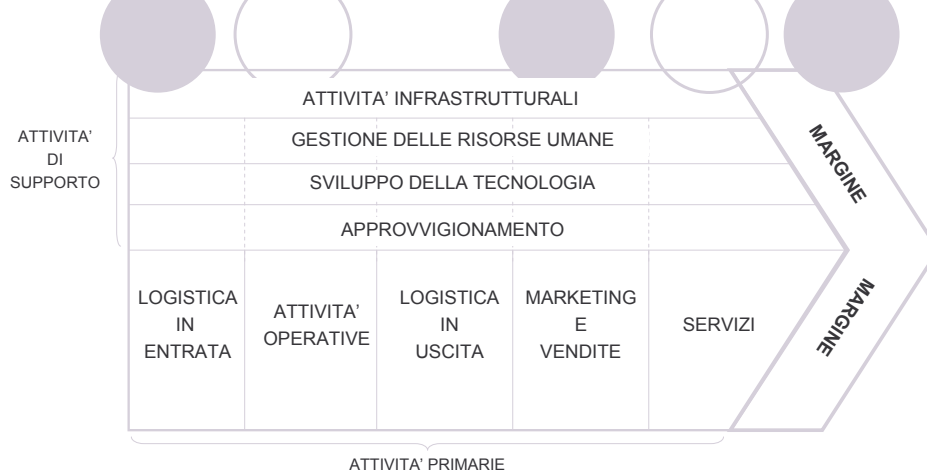 ATTIVITA' INFRASTRUTTURALI
GESTIONE DELLE RISORSE UMANE
SVILUPPO DELLA TECNOLOGIA
APPROVVIGIONAMENTO
ATTIVITA'
DI
SUPPORTO
MARGINE
MARGINE
LOGISTICA
IN
ENTRATA
ATTIVITA'
OPERATIVE
LOGISTICA
IN
USCITA
MARKETING
E
VENDITE
SERVIZI
ATTIVITA' PRIMARIE